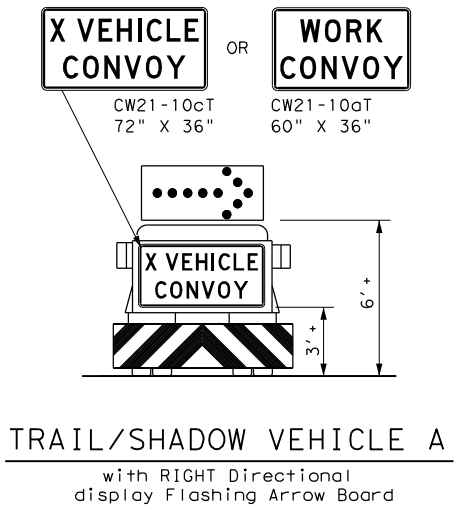 X VEHICLE
CONVOY
OR
WORK
CONVOY
CW21-10cT
72" X 36"
CW21-10aT
60" X 36"
X VEHICLE
CONVOY
6' +
3' +
TRAIL/SHADOW VEHICLE A
with RIGHT Directional
display Flashing Arrow Board